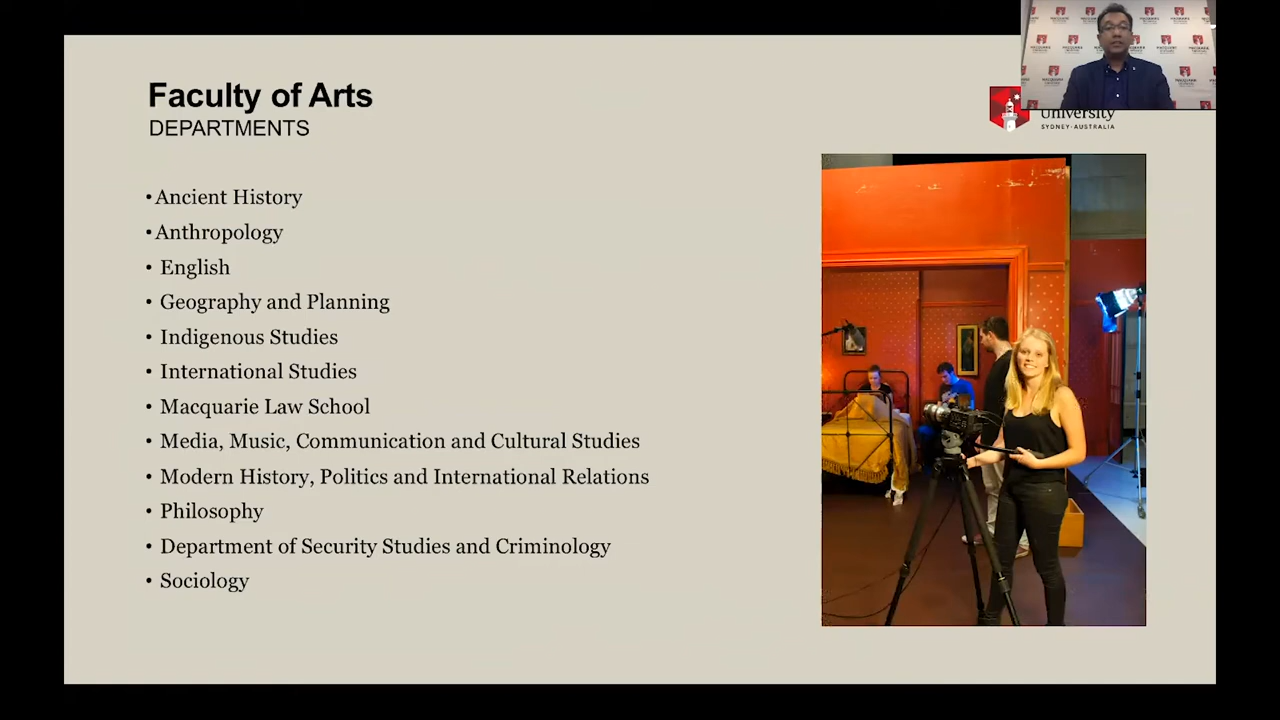 Faculty of Arts
DEPARTMENTS
•Ancient History
•Anthropology
• English
• Geography and Planning
• Indigenous Studies
• International Studies
• Macquarie Law School
• Media, Music, Communication and Cultural Studies
• Modern History, Politics and International Relations
• Philosophy
• Department of Security Studies and Criminology
• Sociology
University
SYDNEY·AUSTRALIA
MACQUARIE